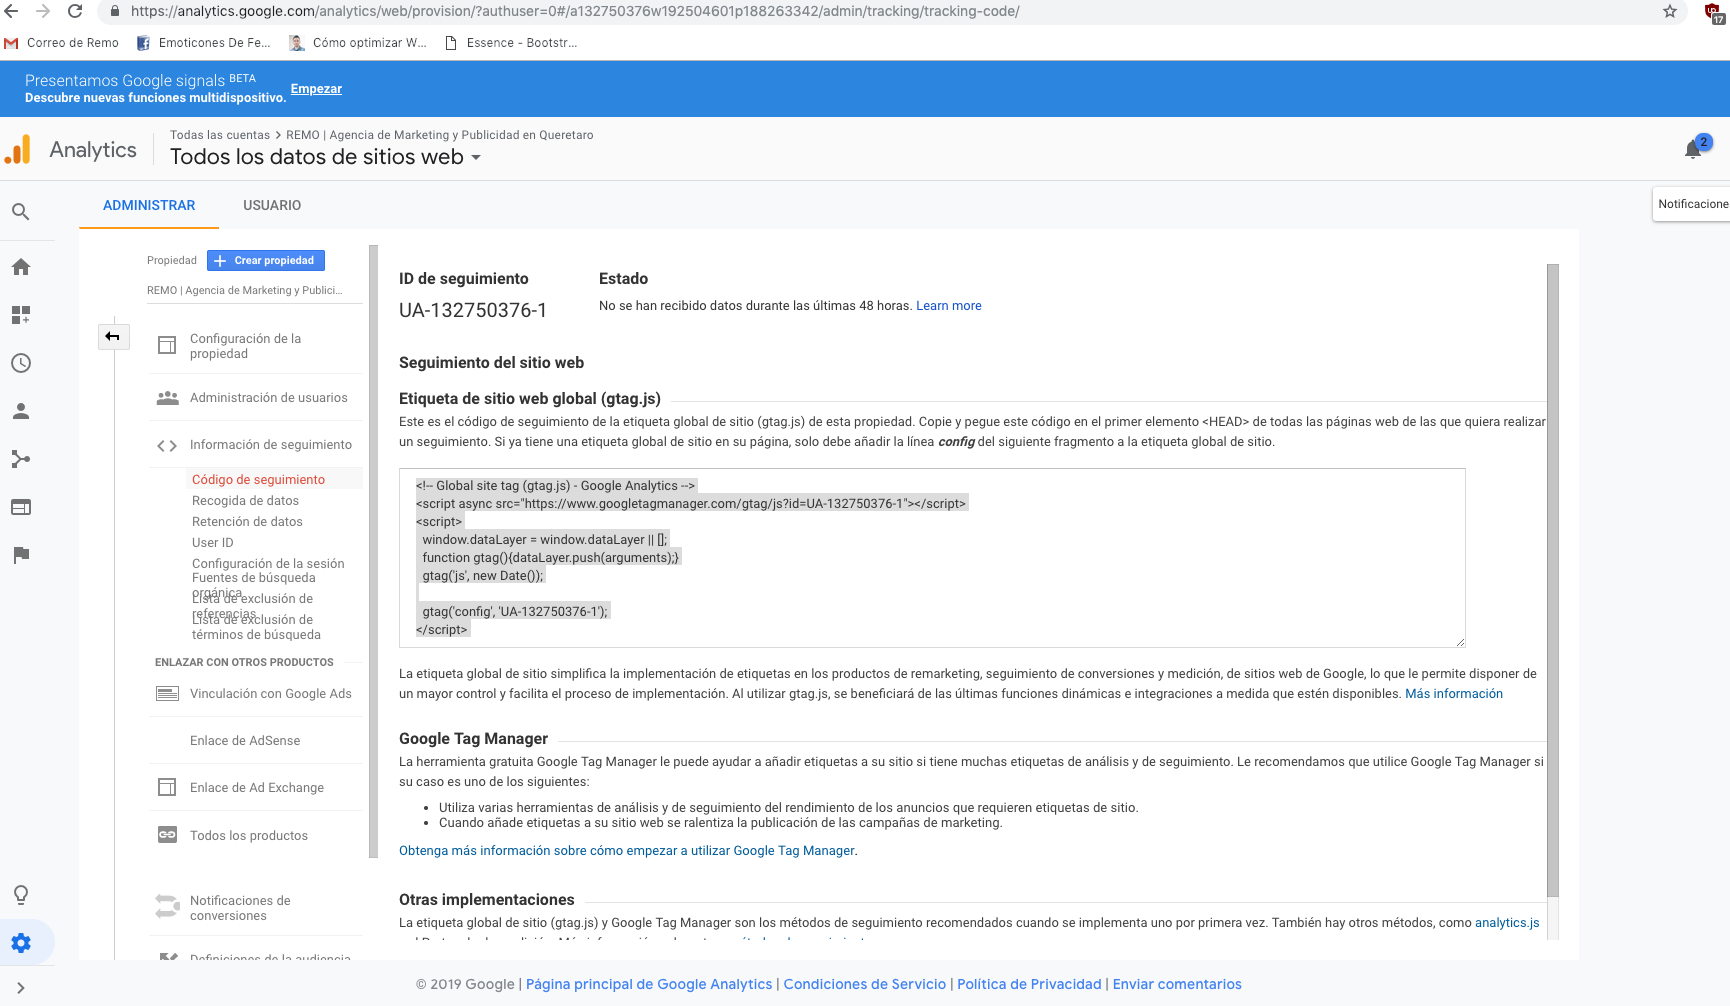 https://analytics.google.com/analytics/web/provision/?authuser=0#/a132750376w192504601p188263342/admin/tracking/tracking-code/
17
Correo de Remo
Emoticones De Fe...
Cómo optimizar W...
Essence - Bootstr...
Presentamos Google signals BETA
Descubre nuevas funciones multidispositivo. Empezar
Analytics
Todas las cuentas > REMO | Agencia de Marketing y Publicidad en Queretaro
Todos los datos de sitios web
2
Notificacione
ADMINISTRAR
USUARIO
Propiedad
Crear propiedad
REMO | Agencia de Marketing y Publici...
Configuración de la
propiedad
Administración de usuarios
Información de seguimiento
Código de seguimiento
Recogida de datos
Retención de datos
User ID
Configuración de la sesión
Fuentes de búsqueda
orgánica
Lista de exclusión de
referencias
Lista de exclusión de
términos de búsqueda
ENLAZAR CON OTROS PRODUCTOS
Vinculación con Google Ads
Enlace de AdSense
Enlace de Ad Exchange
Todos los productos
Notificaciones de
conversiones
Definiciones de la audiencia
ID de seguimiento
UA-132750376-1
Estado
No se han recibido datos durante las últimas 48 horas. Learn more
Seguimiento del sitio web
Etiqueta de sitio web global (gtag.js)
Este es el código de seguimiento de la etiqueta global de sitio (gtag.js) de esta propiedad. Copie y pegue este código en el primer elemento <HEAD> de todas las páginas web de las que quiera realizar
un seguimiento. Si ya tiene una etiqueta global de sitio en su página, solo debe añadir la línea config del siguiente fragmento a la etiqueta global de sitio.
<!-- Global site tag (gtag.js) - Google Analytics -->
<script async src="https://www.googletagmanager.com/gtag/js?id=UA-132750376-1"></script>
<script>
window.dataLayer = window.dataLayer || [];
function gtag(){dataLayer.push(arguments);}
gtag('js', new Date());
gtag('config', 'UA-132750376-1');
</script>
La etiqueta global de sitio simplifica la implementación de etiquetas en los productos de remarketing, seguimiento de conversiones y medición, de sitios web de Google, lo que le permite disponer de
un mayor control y facilita el proceso de implementación. Al utilizar gtag.js, se beneficiará de las últimas funciones dinámicas e integraciones a medida que estén disponibles. Más información
Google Tag Manager
La herramienta gratuita Google Tag Manager le puede ayudar a añadir etiquetas a su sitio si tiene muchas etiquetas de análisis y de seguimiento. Le recomendamos que utilice Google Tag Manager si
su caso es uno de los siguientes:
• Utiliza varias herramientas de análisis y de seguimiento del rendimiento de los anuncios que requieren etiquetas de sitio.
• Cuando añade etiquetas a su sitio web se ralentiza la publicación de las campañas de marketing.
Obtenga más información sobre cómo empezar a utilizar Google Tag Manager.
Otras implementaciones
La etiqueta global de sitio (gtag.js) y Google Tag Manager son los métodos de seguimiento recomendados cuando se implementa uno por primera vez. También hay otros métodos, como analytics.js
© 2019 Google | Página principal de Google Analytics | Condiciones de Servicio | Política de Privacidad | Enviar comentarios